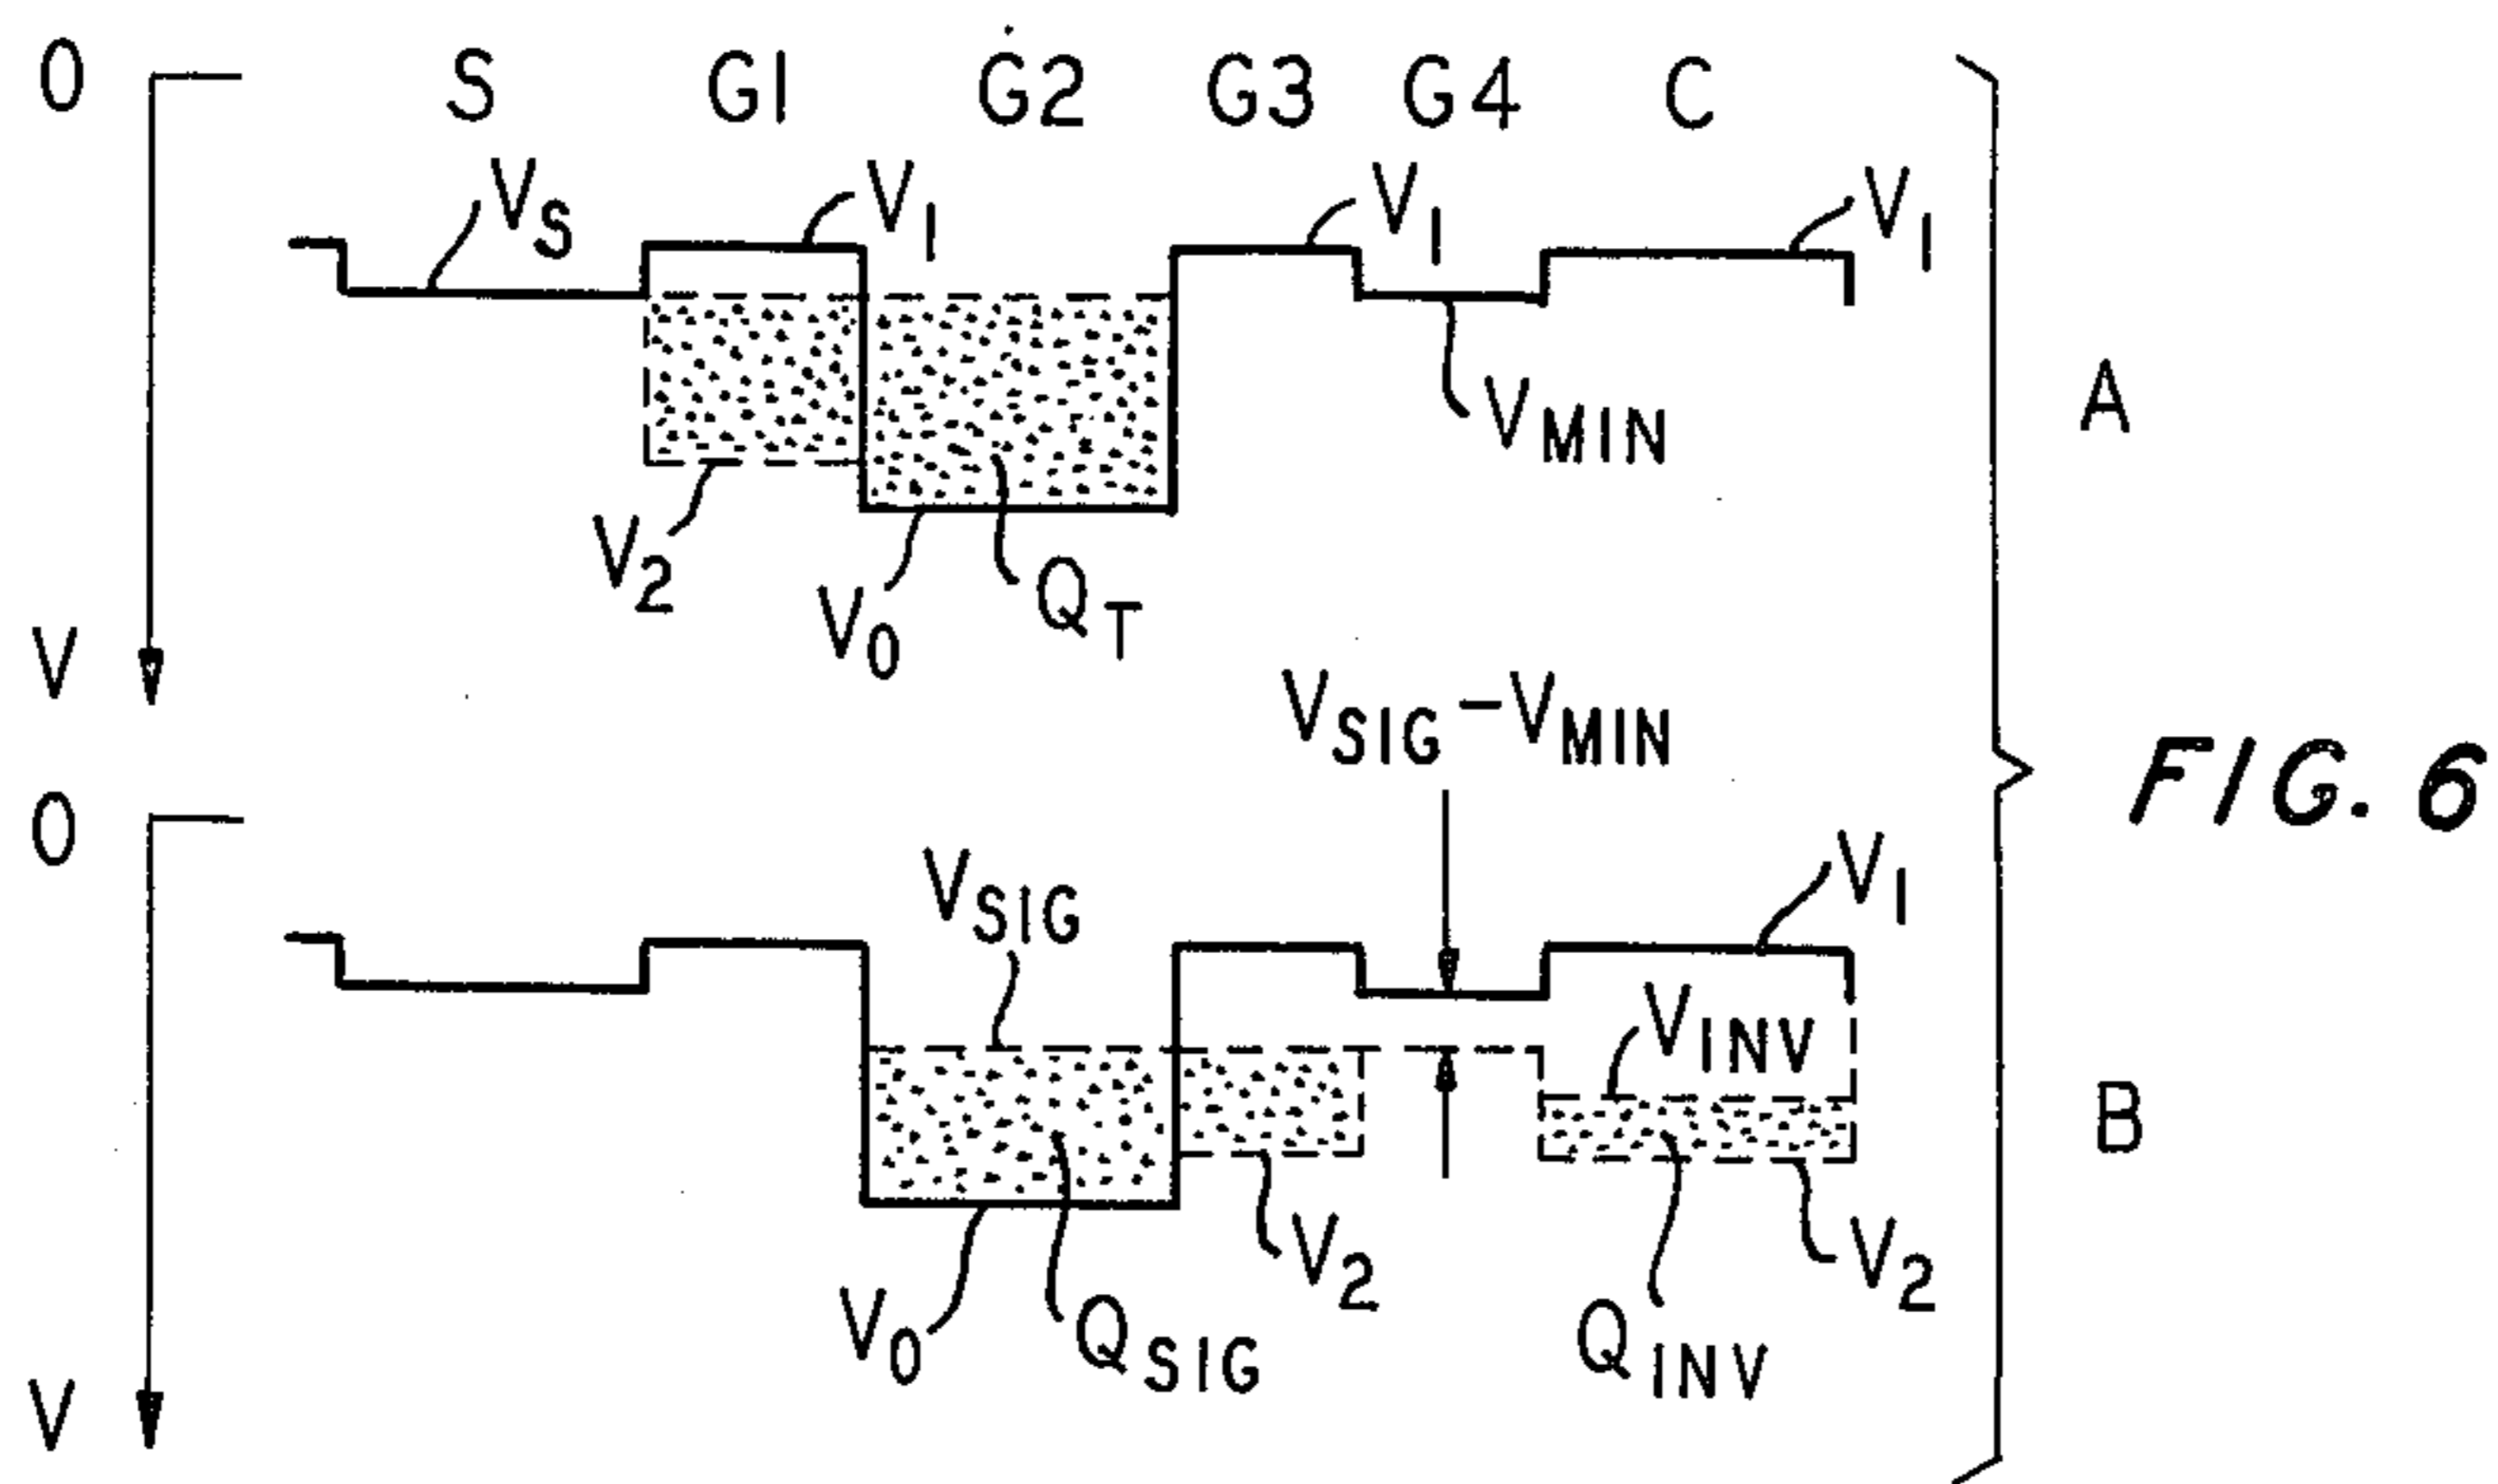 0 S G1 G2 G3 G4 C
VS V1 V1 V1
VMIN
A
V2
V0 QT
V
VSIG-VMIN
FIG. 6
0
VSIG V1
VINV
B
V2 V2
V0 QSIG QINV
V